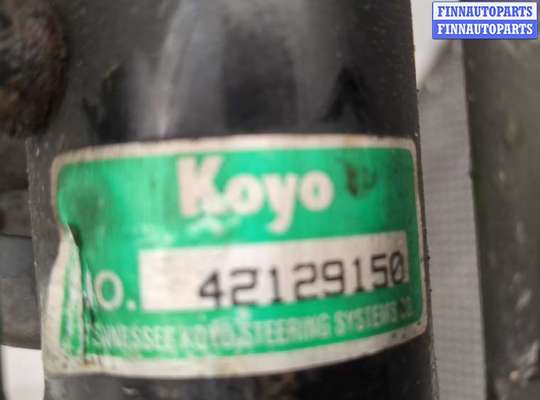 FINNAUTOPARTS
FINNAUTOPARTS
Koyo
NO. 42129150
TENNESSEE KOYO STEERING SYSTEMS CO.